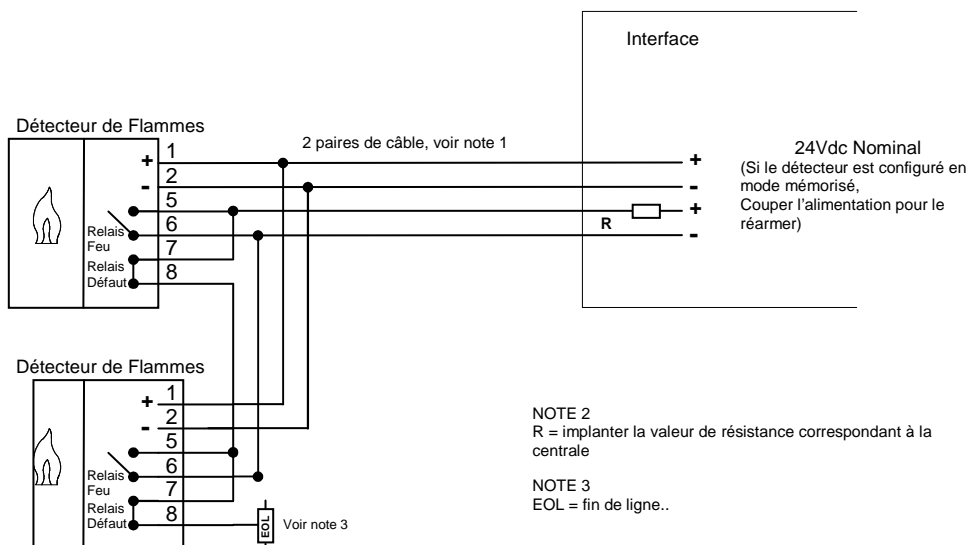 Interface
Détecteur de Flammes
2 paires de câble, voir note 1
+ 1
- 2
5
Relais
Feu
6
7
Relais
Défaut
8
R
+
-
+
-
24Vdc Nominal
(Si le détecteur est configuré en
mode mémorisé,
Couper l'alimentation pour le
réarmer)
Détecteur de Flammes
+ 1
- 2
5
Relais
Feu
6
7
Relais
Défaut
8
EOL
Voir note 3
NOTE 2
R = implanter la valeur de résistance correspondant à la
centrale
NOTE 3
EOL = fin de ligne..